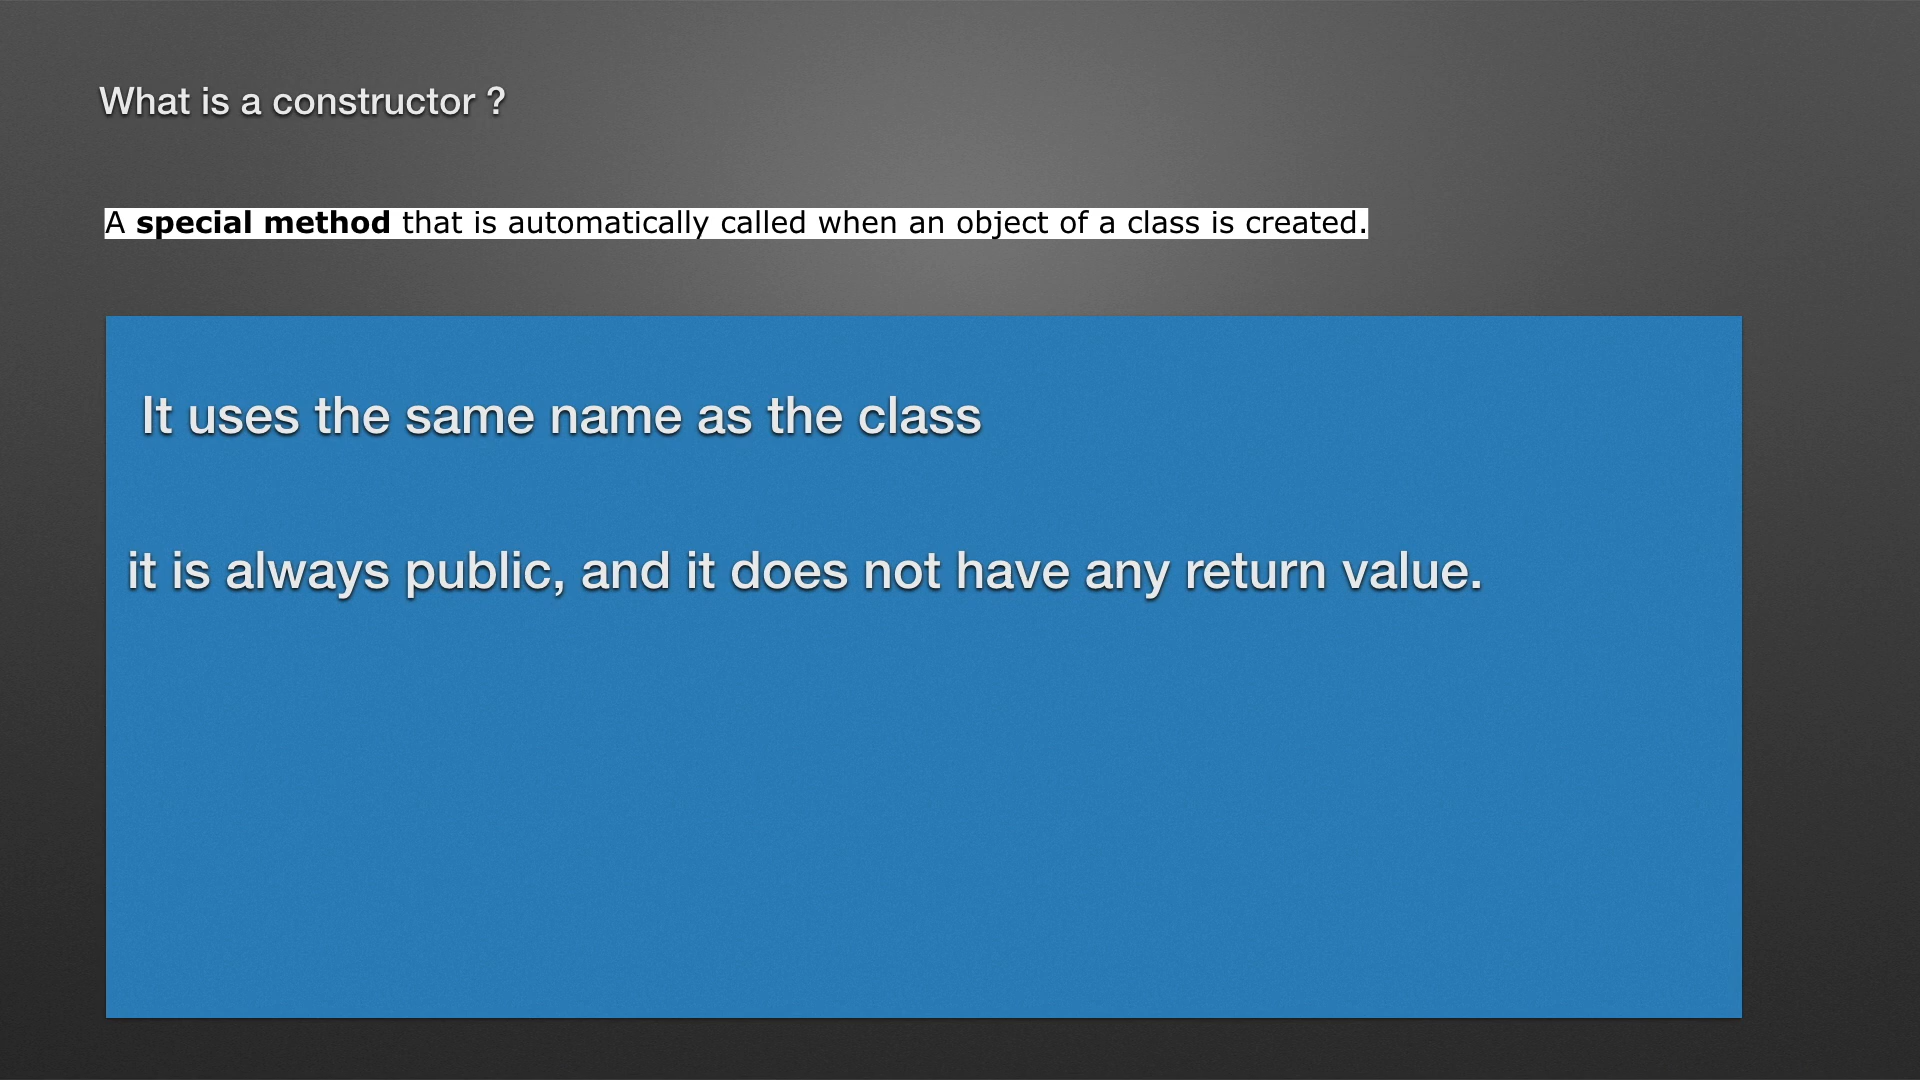 What is a constructor ?
A special method that is automatically called when an object of a class is created.
It uses the same name as the class
it is always public, and it does not have any return value.